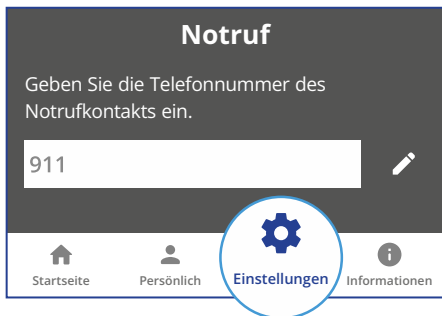 Notruf
Geben Sie die Telefonnummer des
Notrufkontakts ein.
911
Startseite
Persönlich
Einstellungen
Informationen